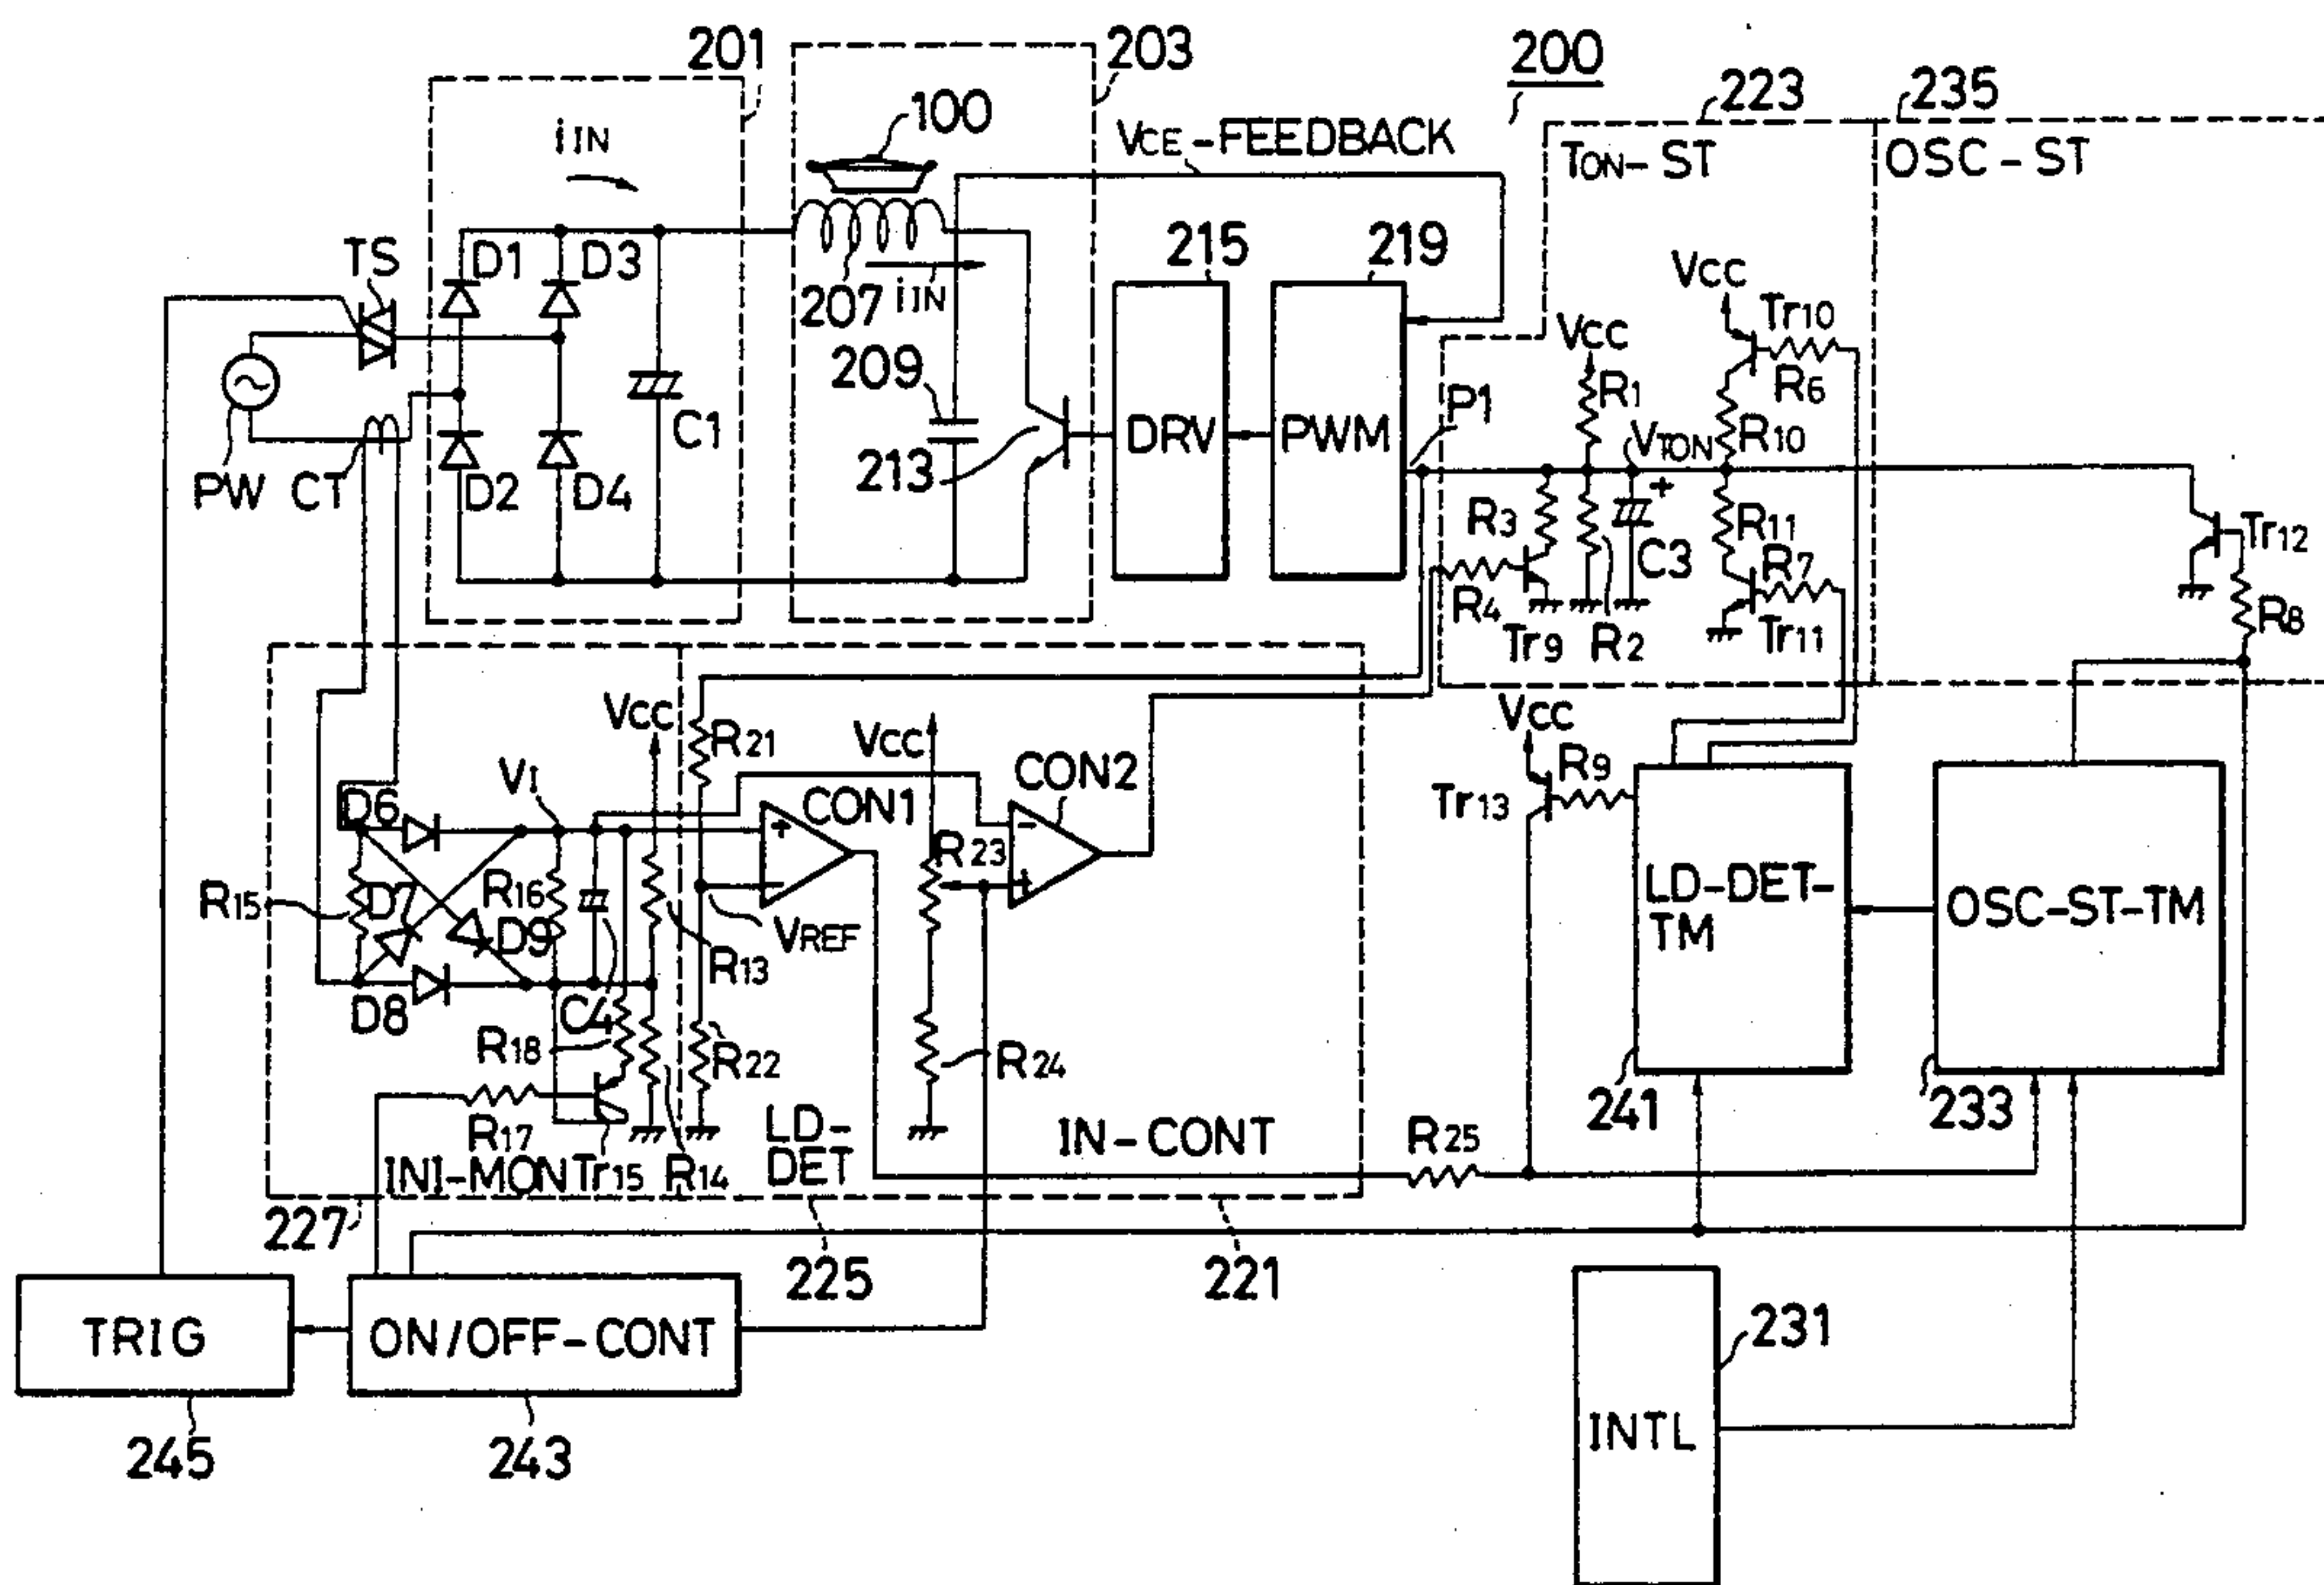 201
203
200
223
235
100
iIN
VCE-FEEDBACK
TON-ST
OSC-ST
TS
D1
D3
215
219
VCC
Tr10
207
iIN
VCC
R6
209
R1
P1
C1
DRV
PWM
VTON
R10
PW
CT
D2
D4
213
+
R3
R11
C3
Tr12
R7
R4
Tr9
R2
Tr11
R8
VCC
R21
VCC
CON2
VCC
R9
VI
Tr13
D6
CON1
+
-
R23
R15
D7
R16
D9
-
+
LD-DET-
TM
OSC-ST-TM
VREF
R13
D8
C4
R18
R22
R24
241
233
R17
LD-
DET
IN-CONT
R25
INI-MON
Tr15
R14
227
225
221
TRIG
ON/OFF-CONT
231
245
243
INTL